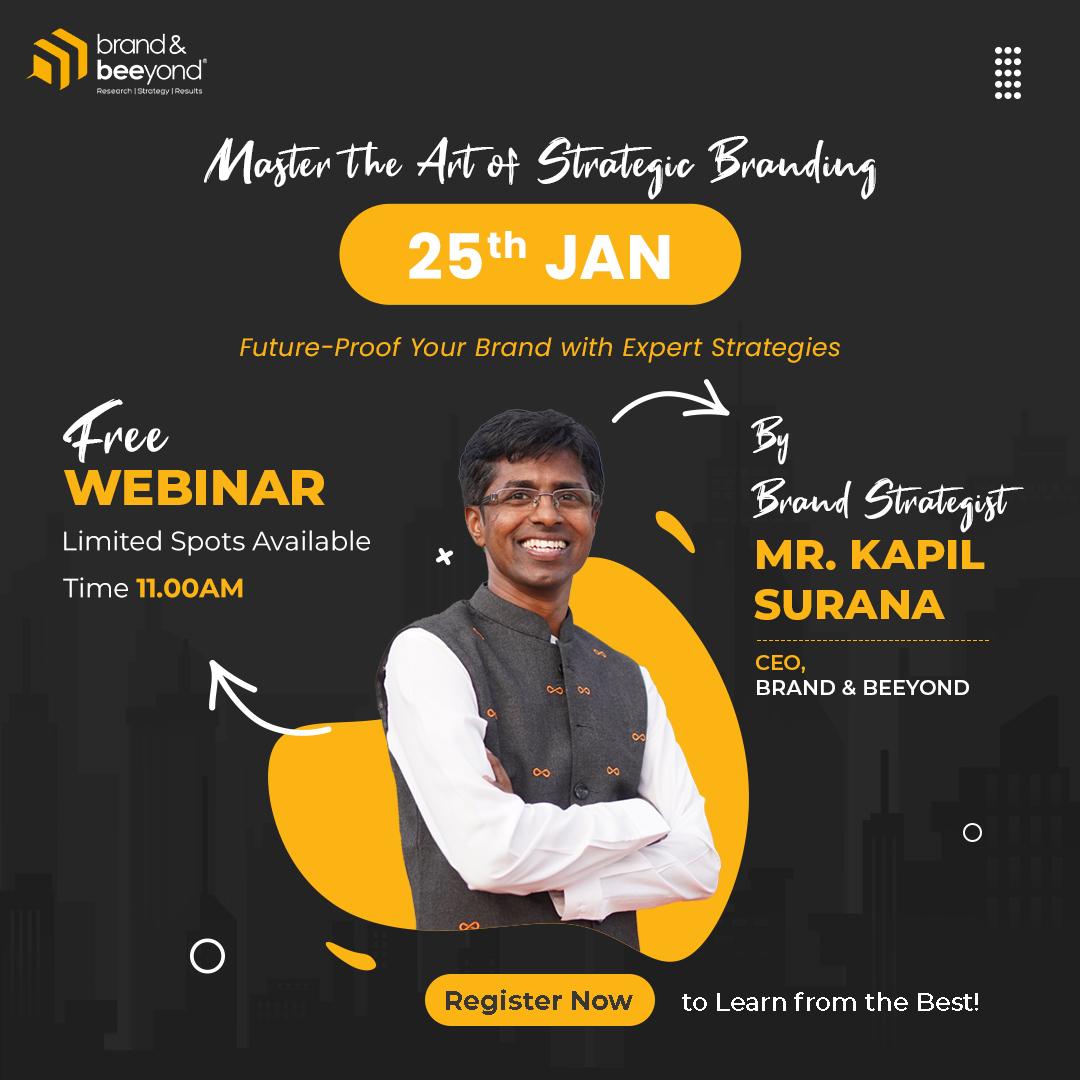 brand &
beeyond®
Research | Strategy | Results
Master the Art of Strategic Branding
25th JAN
Future-Proof Your Brand with Expert Strategies
Free
WEBINAR
Limited Spots Available
Time 11.00AM
By
Brand Strategist
MR. KAPIL
SURANA
CEO,
BRAND & BEEYOND
Register Now to Learn from the Best!